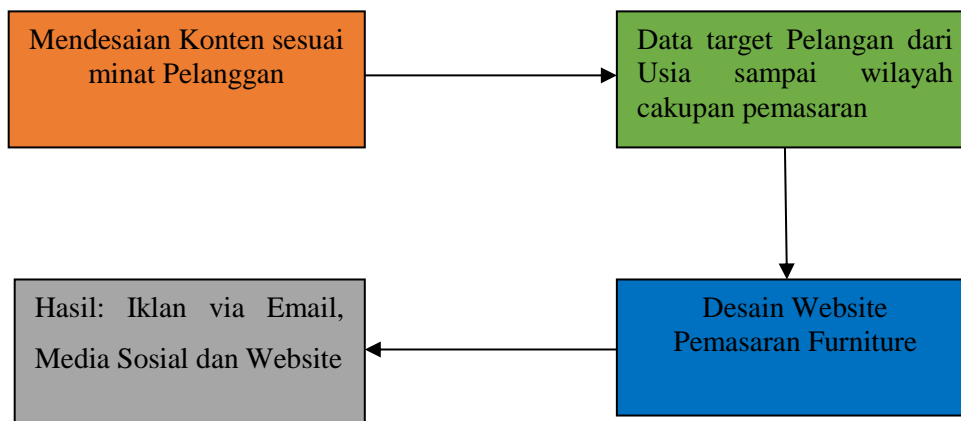 Mendesaian Konten sesuai
minat Pelanggan
Data target Pelangan dari
Usia sampai wilayah
cakupan pemasaran
Desain Website
Pemasaran Furniture
Hasil: Iklan via Email,
Media Sosial dan Website